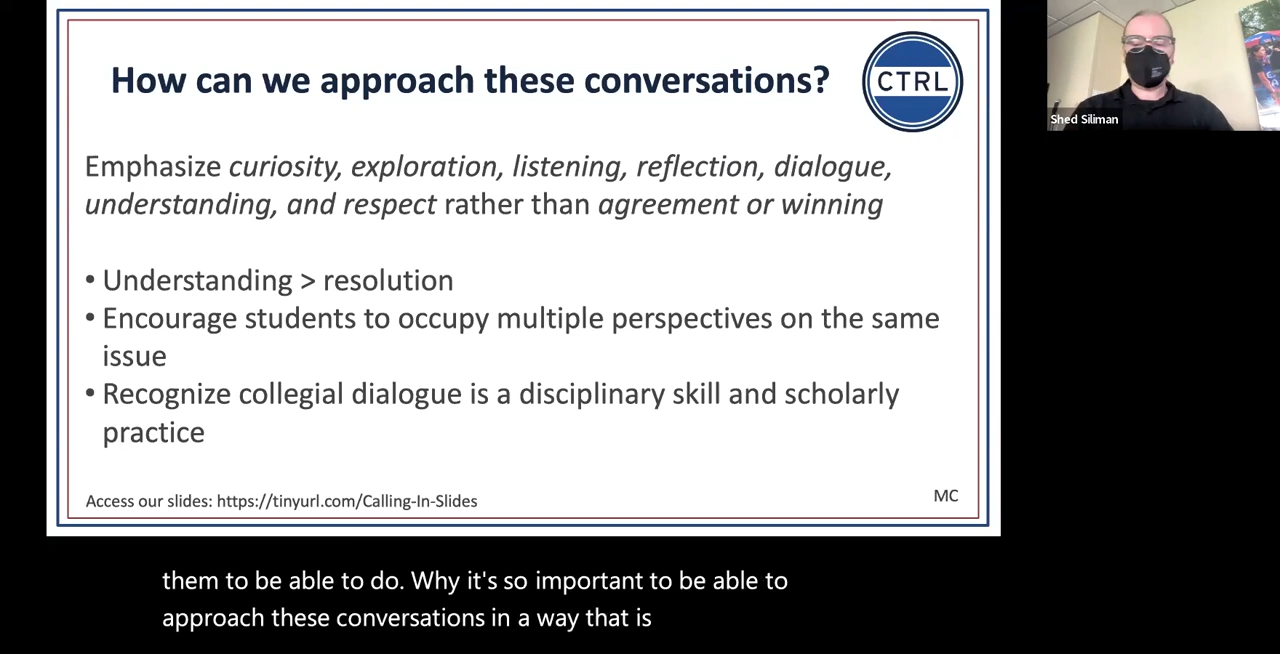 How can we approach these conversations?
CTRL
Shed Siliman
Emphasize curiosity, exploration, listening, reflection, dialogue,
understanding, and respect rather than agreement or winning
• Understanding > resolution
• Encourage students to occupy multiple perspectives on the same
issue
• Recognize collegial dialogue is a disciplinary skill and scholarly
practice
Access our slides: https://tinyurl.com/Calling-In-Slides
MC
them to be able to do. Why it's so important to be able to
approach these conversations in a way that is